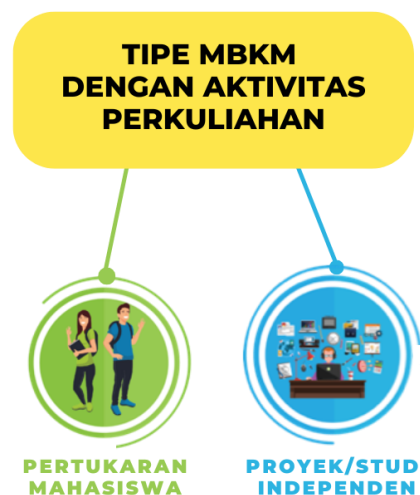 TIPE MBKM
DENGAN AKTIVITAS
PERKULIAHAN
PERTUKARAN
MAHASISWA
PROYEK/STUD
INDEPENDEN